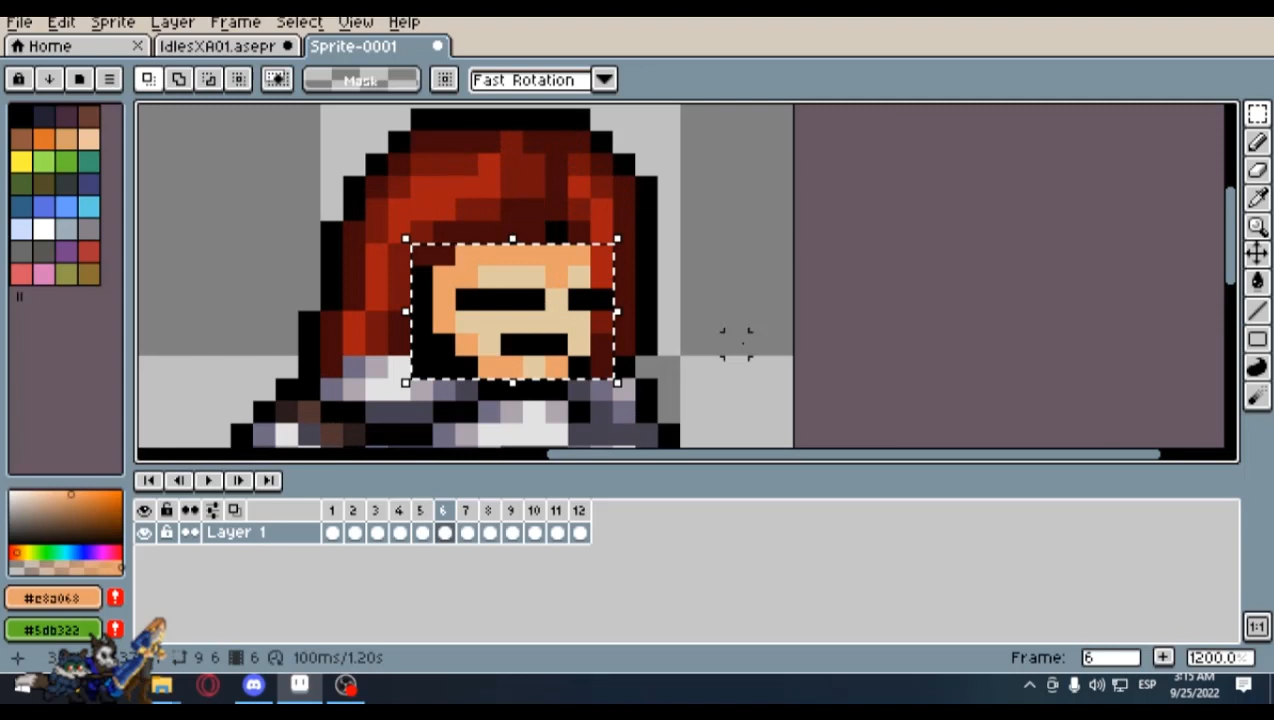 File Edit Sprite Layer Frame Select View Help
Home IdlesXA01.asepr Sprite-0001
Mask Fast Rotation
1 2 3 4 5 6 7 8 9 10 11 12
Layer 1
#e8a068
#5db322
9 6 6 100ms/1.20s Frame: 6 1200.0%
1:1
ESP 3:15 AM
9/25/2022